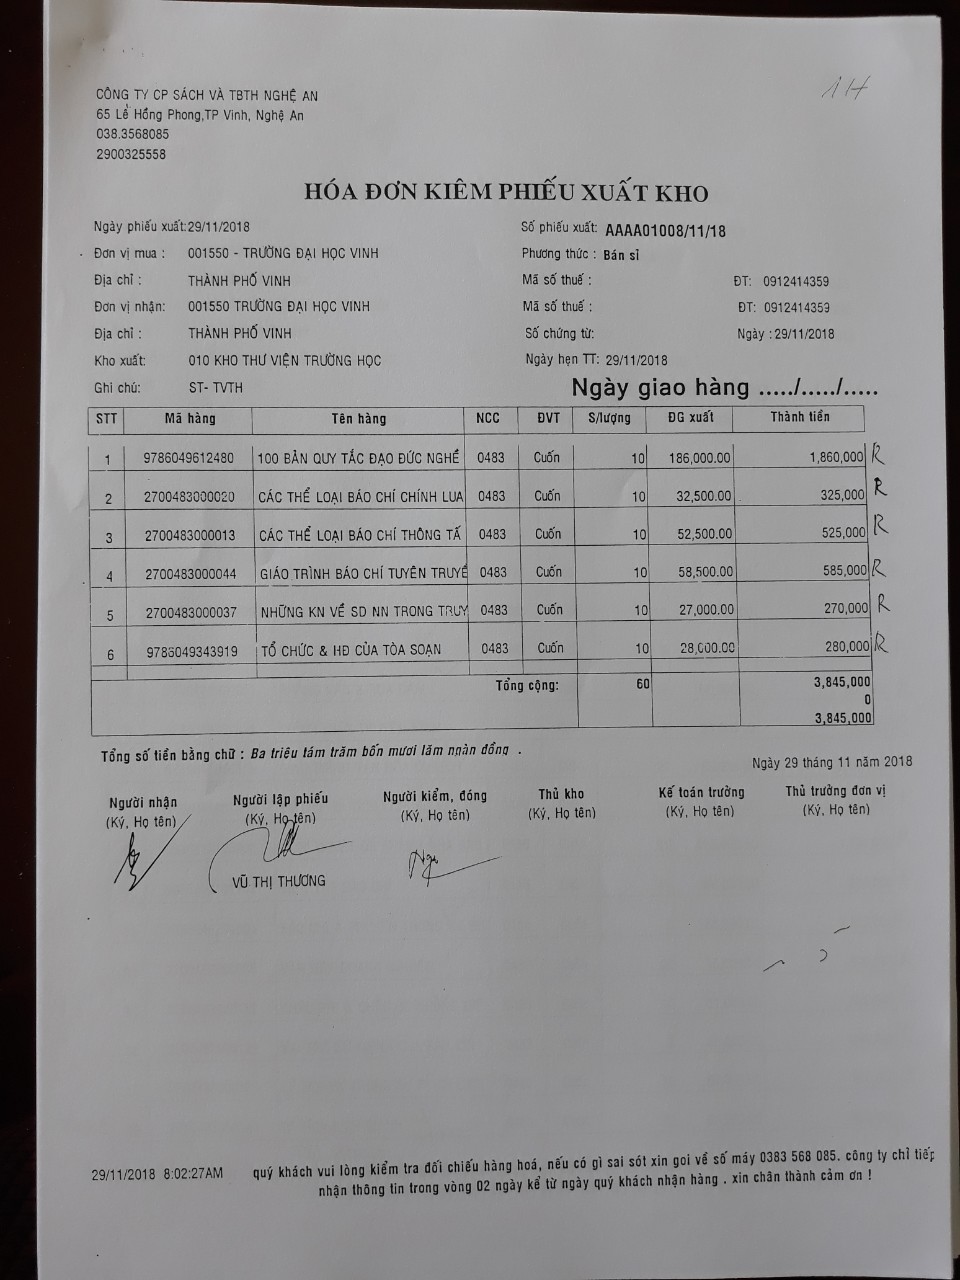 1H
CÔNG TY CP SÁCH VÀ TBTH NGHỆ AN
65 Lê Hồng Phong,TP Vinh, Nghệ An
038.3568085
2900325558
HÓA ĐƠN KIÊM PHIẾU XUẤT KHO
Ngày phiếu xuất:29/11/2018 Số phiếu xuất: AAAA01008/11/18
Đơn vị mua : 001550 - TRƯỜNG ĐẠI HỌC VINH Phương thức : Bán sỉ
Địa chỉ : THÀNH PHỐ VINH Mã số thuế : ĐT: 0912414359
Đơn vị nhận: 001550 TRƯỜNG ĐẠI HỌC VINH Mã số thuế : ĐT: 0912414359
Địa chỉ : THÀNH PHỐ VINH Số chứng từ: Ngày : 29/11/2018
Kho xuất: 010 KHO THƯ VIỆN TRƯỜNG HỌC Ngày hẹn TT: 29/11/2018
Ghi chú: ST- TVTH Ngày giao hàng ...../...../.....
STT Mã hàng Tên hàng NCC ĐVT S/lượng ĐG xuất Thành tiền
1 9786049612480 100 BẢN QUY TẮC ĐẠO ĐỨC NGHỀ 0483 Cuốn 10 186,000.00 1,860,000 R
2 2700483000020 CÁC THỂ LOẠI BÁO CHÍ CHÍNH LUA 0483 Cuốn 10 32,500.00 325,000 R
3 2700483000013 CÁC THỂ LOẠI BÁO CHÍ THÔNG TẤ 0483 Cuốn 10 52,500.00 525,000 R
4 2700483000044 GIÁO TRÌNH BÁO CHÍ TUYÊN TRUYỀ 0483 Cuốn 10 58,500.00 585,000 R
5 2700483000037 NHỮNG KN VỀ SD NN TRONG TRUY 0483 Cuốn 10 27,000.00 270,000 R
6 9786049343919 TỔ CHỨC & HĐ CỦA TÒA SOẠN 0483 Cuốn 10 28,000.00 280,000 R
Tổng cộng: 60 3,845,000
0
3,845,000
Tổng số tiền bằng chữ : Ba triệu tám trăm bốn mươi lăm ngàn đồng .
Ngày 29 tháng 11 năm 2018
Người nhận Người lập phiếu Người kiểm, đóng Thủ kho Kế toán trưởng Thủ trưởng đơn vị
(Ký, Họ tên) (Ký, Họ tên) (Ký, Họ tên) (Ký, Họ tên) (Ký, Họ tên) (Ký, Họ tên)
VŨ THỊ THƯƠNG
29/11/2018 8:02:27AM quý khách vui lòng kiểm tra đối chiếu hàng hoá, nếu có gì sai sót xin goi về số máy 0383 568 085. công ty chỉ tiếp
nhận thông tin trong vòng 02 ngày kể từ ngày quý khách nhận hàng . xin chân thành cảm ơn !